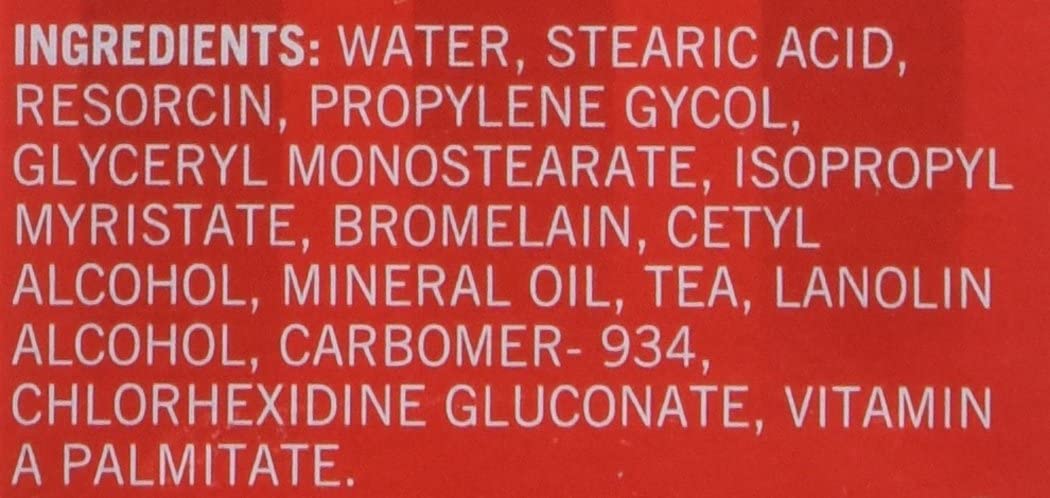 INGREDIENTS: WATER, STEARIC ACID,
RESORCIN, PROPYLENE GYCOL,
GLYCERYL MONOSTEARATE, ISOPROPYL
MYRISTATE, BROMELAIN, CETYL
ALCOHOL, MINERAL OIL, TEA, LANOLIN
ALCOHOL, CARBOMER- 934,
CHLORHEXIDINE GLUCONATE, VITAMIN
A PALMITATE.